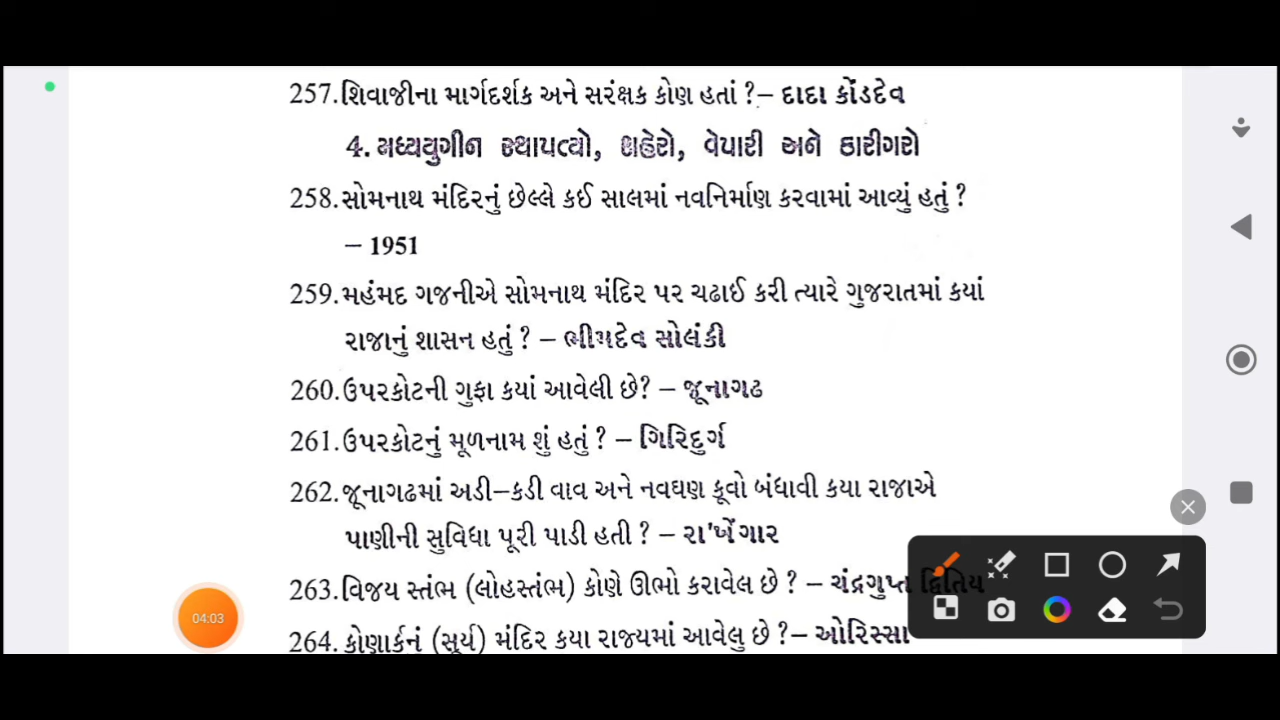 257.શિવાજીના માર્ગદર્શક અને સરંક્ષક કોણ હતાં ?– દાદા કોંડદેવ
4. મધ્યયુગીન સ્થાપત્યો, શહેરો, વેપારી અને કારીગરો
258.સોમનાથ મંદિરનું છેલ્લે કઈ સાલમાં નવનિર્માણ કરવામાં આવ્યું હતું ?
– 1951
259.મહંમદ ગજનીએ સોમનાથ મંદિર પર ચઢાઈ કરી ત્યારે ગુજરાતમાં કયાં
રાજાનું શાસન હતું ? – ભીમદેવ સોલંકી
260.ઉપરકોટની ગુફા કયાં આવેલી છે? – જૂનાગઢ
261.ઉપરકોટનું મૂળનામ શું હતું ? – ગિરિદુર્ગ
262.જૂનાગઢમાં અડી–કડી વાવ અને નવઘણ કૂવો બંધાવી કયા રાજાએ
પાણીની સુવિધા પૂરી પાડી હતી ? – રા'ખેંગાર
263.વિજય સ્તંભ (લોહસ્તંભ) કોણે ઊભો કરાવેલ છે ? – ચંદ્રગુપ્ત દ્વિતિય
264.કોણાર્કનં (સૂર્ય) મંદિર કયા રાજયમાં આવેલુ છે ?– ઓરિસ્સા
04:03